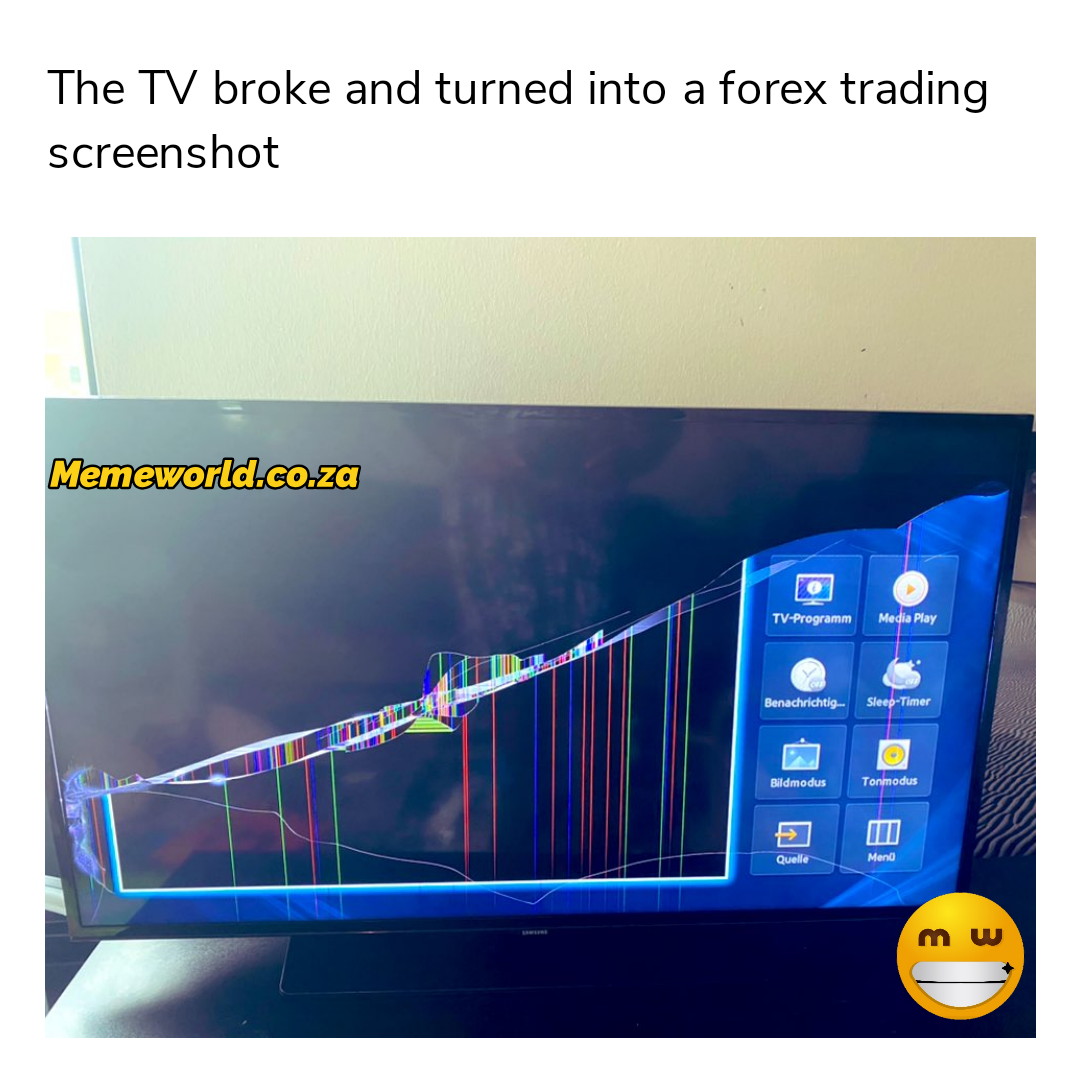 The TV broke and turned into a forex trading
screenshot
Memeworld.co.za
TV-Programm
Media Play
Benachrichtig...
Sleep-Timer
Bildmodus
Tonmodus
Quelle
Menü
SAMSUNG
m w